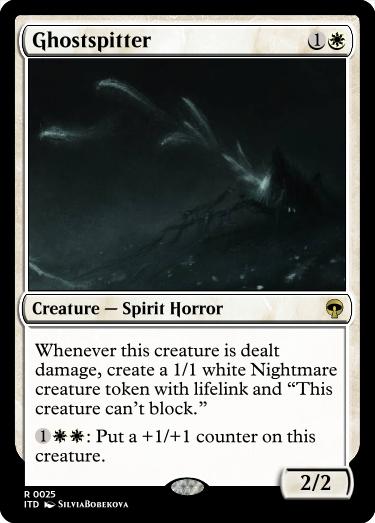 Ghostspitter 1
Creature — Spirit Horror
Whenever this creature is dealt
damage, create a 1/1 white Nightmare
creature token with lifelink and “This
creature can’t block.”
1: Put a +1/+1 counter on this
creature.
2/2
R 0025
ITD SilviaBobekova